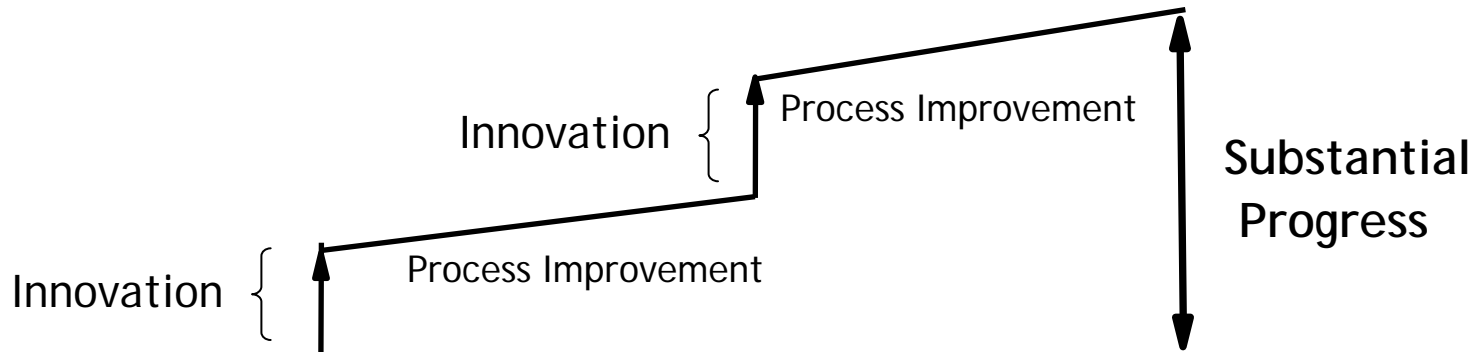 Process Improvement
Innovation
Substantial
Progress
Process Improvement
Innovation